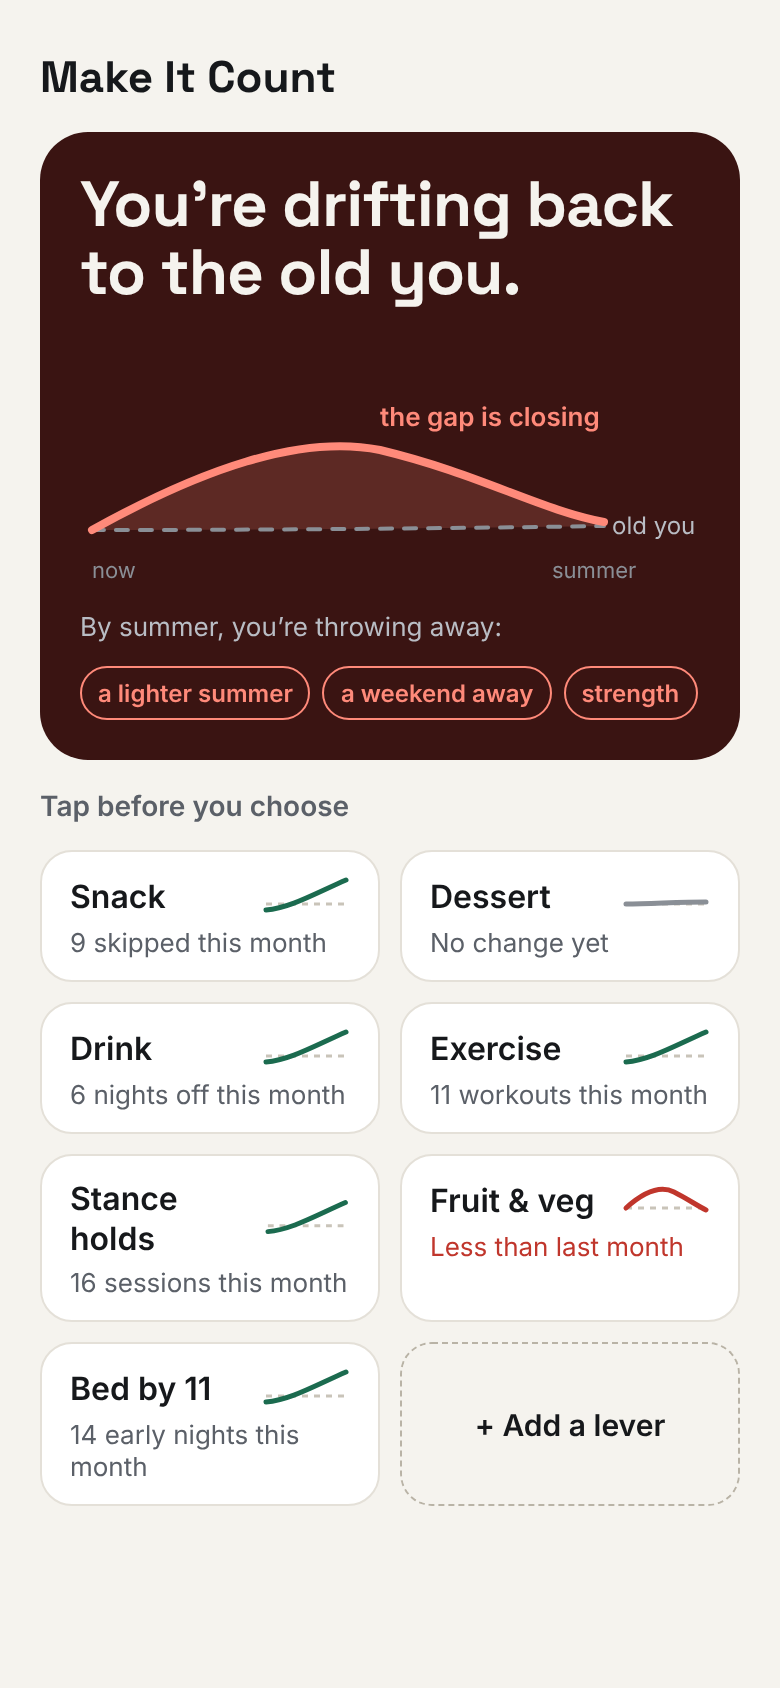 Make It Count
You’re drifting back
to the old you.
the gap is closing
old you
now
summer
By summer, you’re throwing away:
a lighter summer
a weekend away
strength
Tap before you choose
Snack
9 skipped this month
Dessert
No change yet
Drink
6 nights off this month
Exercise
11 workouts this month
Stance
holds
16 sessions this month
Fruit & veg
Less than last month
Bed by 11
14 early nights this
month
+ Add a lever